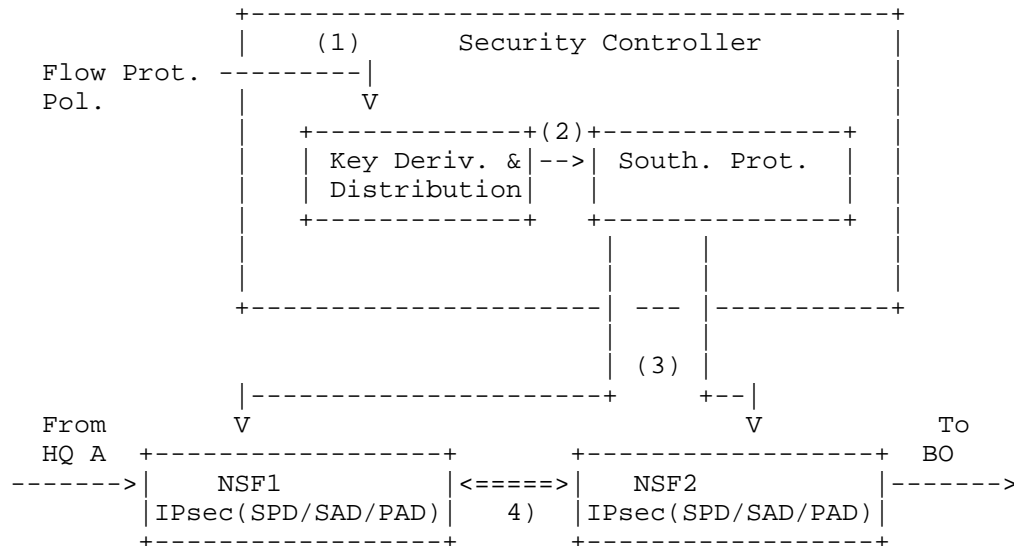 (1) Security Controller
Flow Prot.
Pol. V
(2)
Key Deriv. & South. Prot.
Distribution
(3)
From V V To
HQ A BO
NSF1 NSF2
IPsec(SPD/SAD/PAD) 4) IPsec(SPD/SAD/PAD)